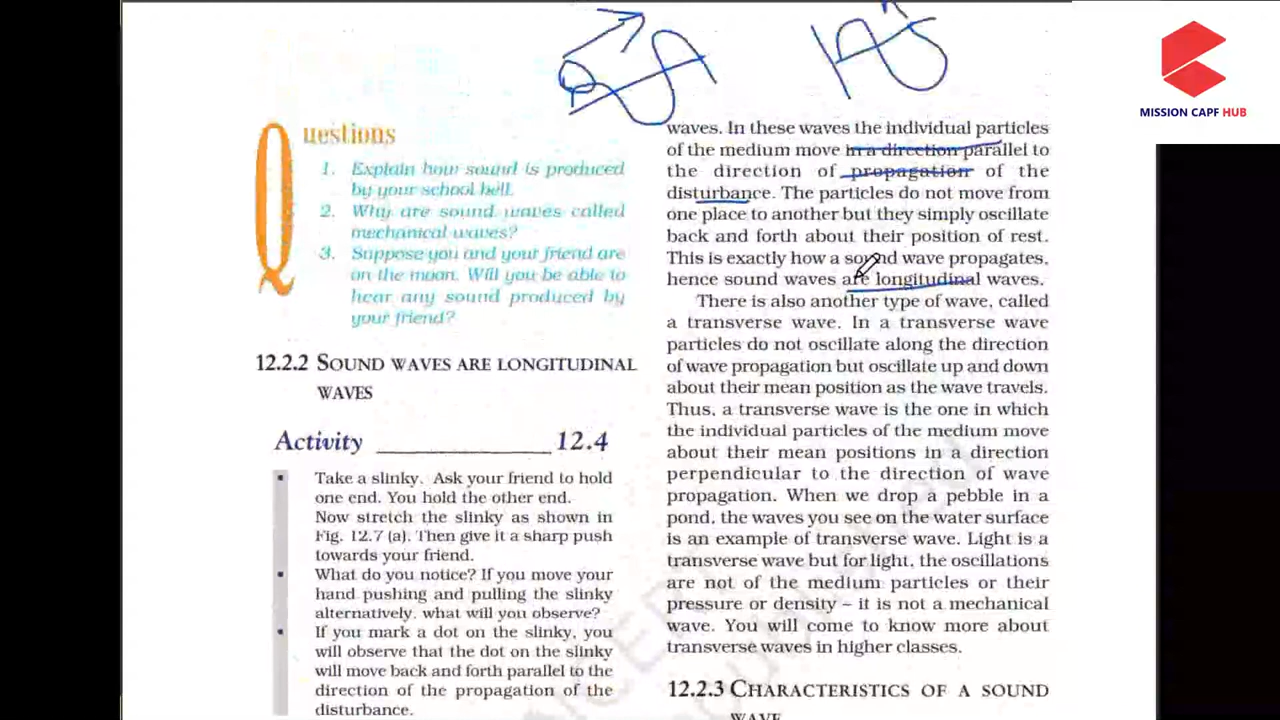 uestions
1. Explain how sound is produced
by your school bell.
2. Why are sound waves called
mechanical waves?
3. Suppose you and your friend are
on the moon. Will you be able to
hear any sound produced by
your friend?
12.2.2 SOUND WAVES ARE LONGITUDINAL
WAVES
Activity ______________ 12.4
• Take a slinky. Ask your friend to hold
one end. You hold the other end.
Now stretch the slinky as shown in
Fig. 12.7 (a). Then give it a sharp push
towards your friend.
• What do you notice? If you move your
hand pushing and pulling the slinky
alternatively, what will you observe?
• If you mark a dot on the slinky, you
will observe that the dot on the slinky
will move back and forth parallel to the
direction of the propagation of the
disturbance.
waves. In these waves the individual particles
of the medium move in a direction parallel to
the direction of propagation of the
disturbance. The particles do not move from
one place to another but they simply oscillate
back and forth about their position of rest.
This is exactly how a sound wave propagates,
hence sound waves are longitudinal waves.
There is also another type of wave, called
a transverse wave. In a transverse wave
particles do not oscillate along the direction
of wave propagation but oscillate up and down
about their mean position as the wave travels.
Thus, a transverse wave is the one in which
the individual particles of the medium move
about their mean positions in a direction
perpendicular to the direction of wave
propagation. When we drop a pebble in a
pond, the waves you see on the water surface
is an example of transverse wave. Light is a
transverse wave but for light, the oscillations
are not of the medium particles or their
pressure or density – it is not a mechanical
wave. You will come to know more about
transverse waves in higher classes.
12.2.3 CHARACTERISTICS OF A SOUND
WAVE
MISSION CAPF HUB